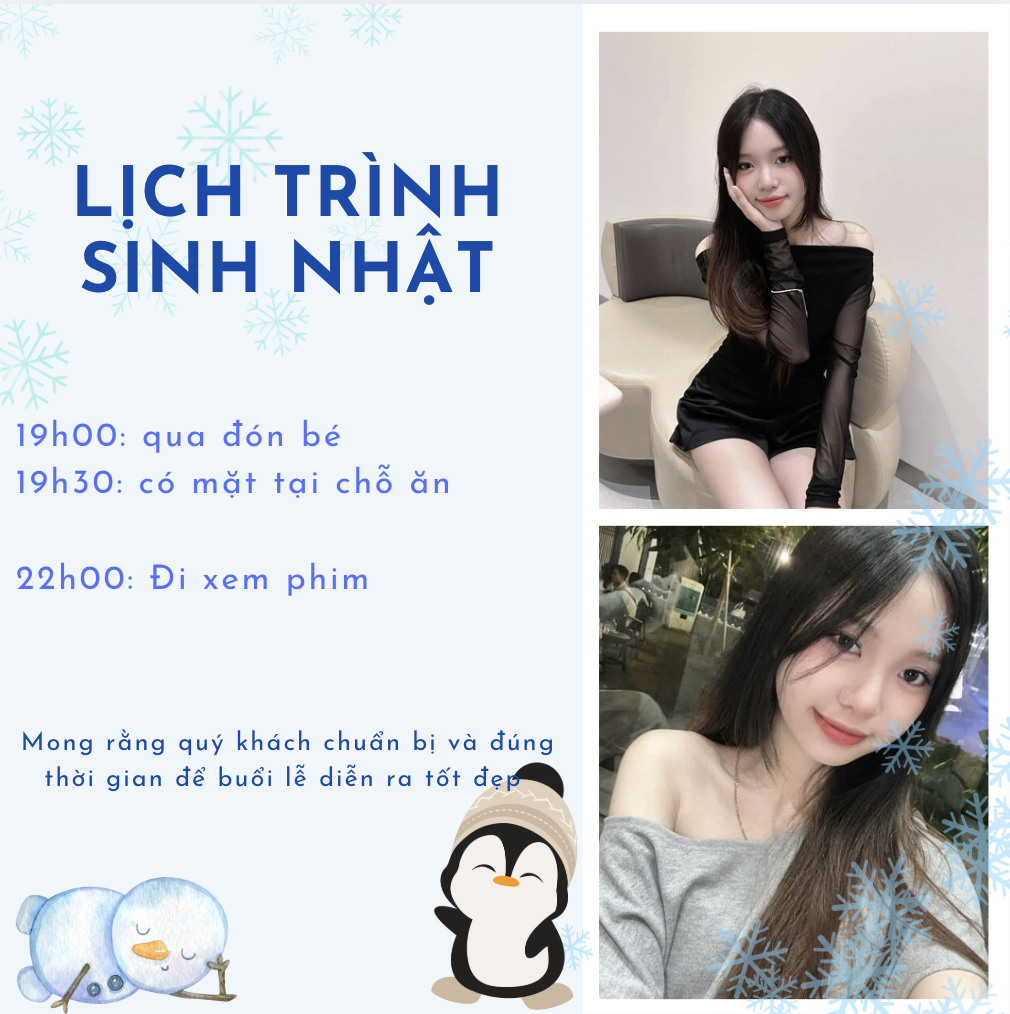 LỊCH TRÌNH
SINH NHẬT
19h00: qua đón bé
19h30: có mặt tại chỗ ăn
22h00: Đi xem phim
Mong rằng quý khách chuẩn bị và đúng
thời gian để buổi lễ diễn ra tốt đẹp